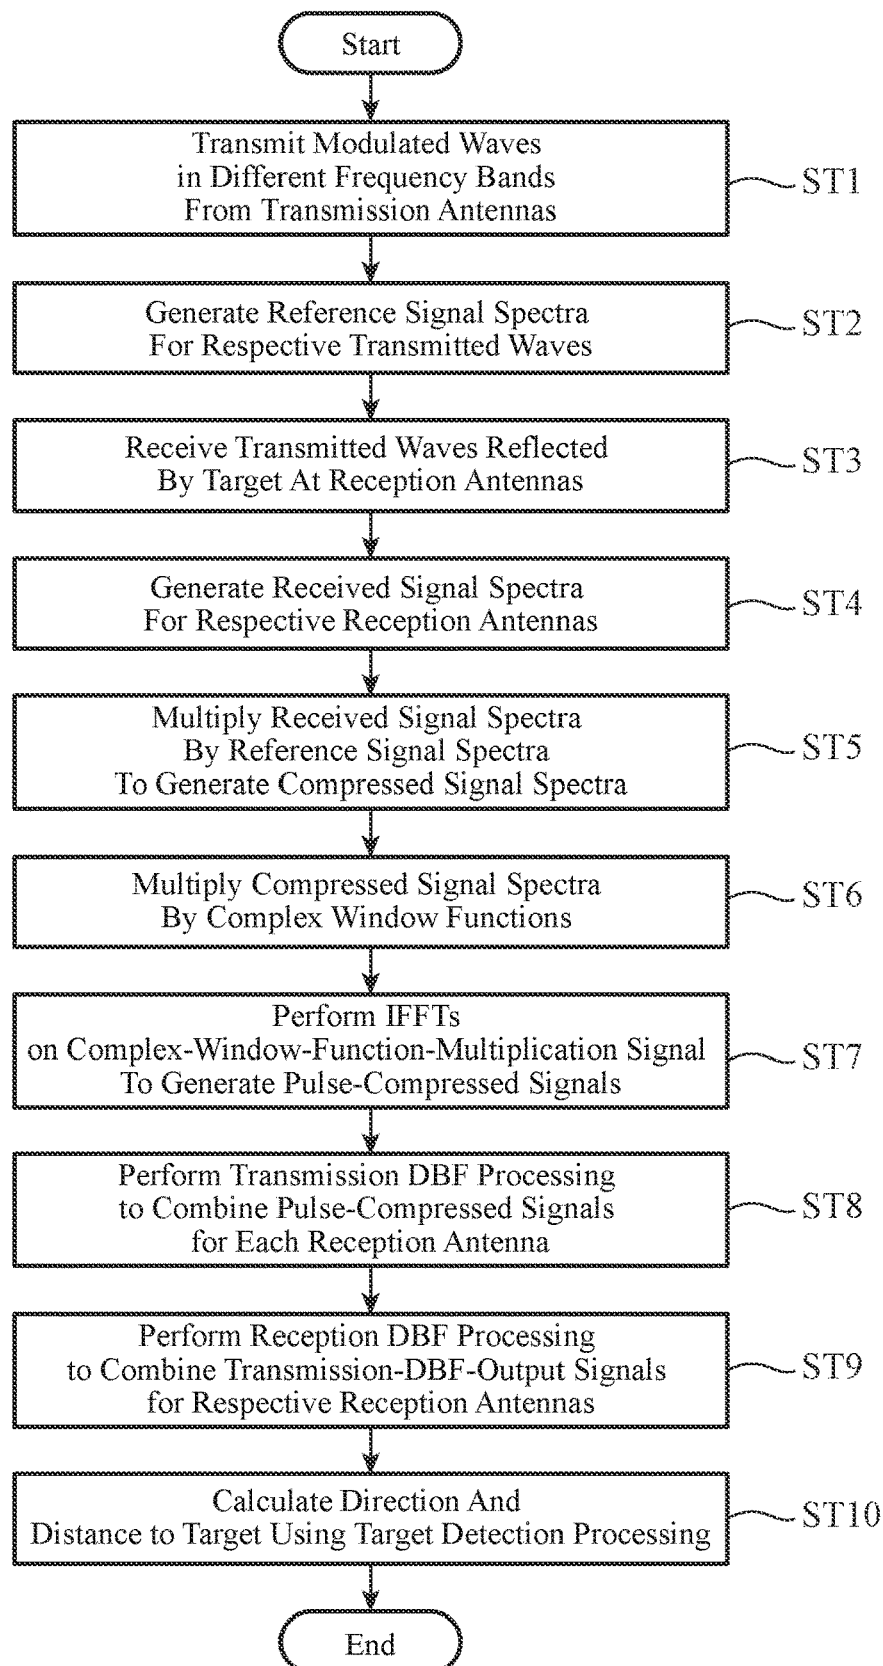 Start
Transmit Modulated Waves
in Different Frequency Bands
From Transmission Antennas
ST1
Generate Reference Signal Spectra
For Respective Transmitted Waves
ST2
Receive Transmitted Waves Reflected
By Target At Reception Antennas
ST3
Generate Received Signal Spectra
For Respective Reception Antennas
ST4
Multiply Received Signal Spectra
By Reference Signal Spectra
To Generate Compressed Signal Spectra
ST5
Multiply Compressed Signal Spectra
By Complex Window Functions
ST6
Perform IFFTs
on Complex-Window-Function-Multiplication Signal
To Generate Pulse-Compressed Signals
ST7
Perform Transmission DBF Processing
to Combine Pulse-Compressed Signals
for Each Reception Antenna
ST8
Perform Reception DBF Processing
to Combine Transmission-DBF-Output Signals
for Respective Reception Antennas
ST9
Calculate Direction And
Distance to Target Using Target Detection Processing
ST10
End